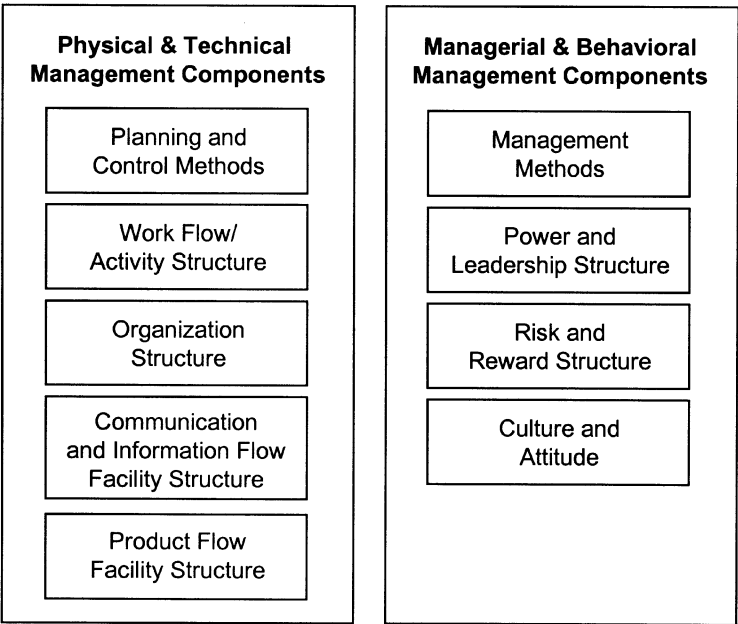 Physical & Technical
Management Components
Planning and
Control Methods
Work Flow/
Activity Structure
Organization
Structure
Communication
and Information Flow
Facility Structure
Product Flow
Facility Structure
Managerial & Behavioral
Management Components
Management
Methods
Power and
Leadership Structure
Risk and
Reward Structure
Culture and
Attitude